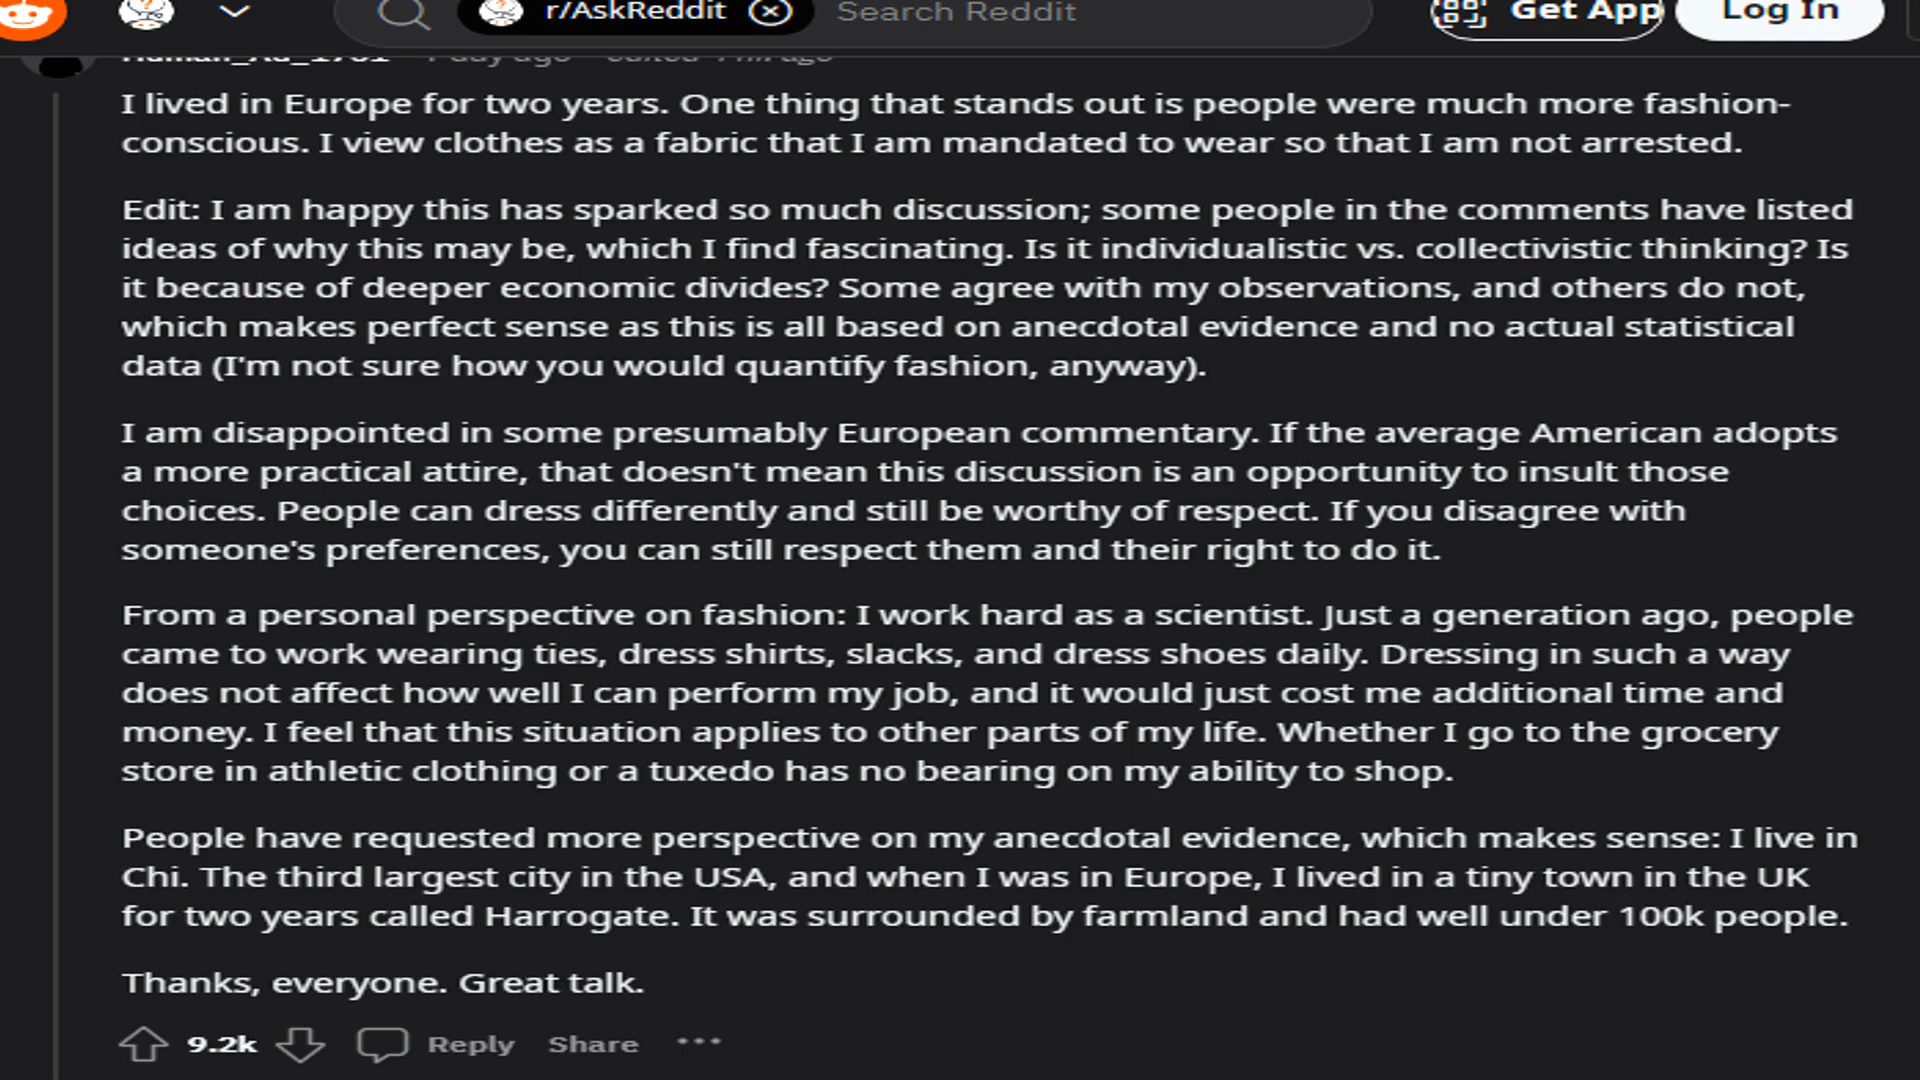 r/AskReddit
Search Reddit
Get App
Log In
I lived in Europe for two years. One thing that stands out is people were much more fashion-
conscious. I view clothes as a fabric that I am mandated to wear so that I am not arrested.
Edit: I am happy this has sparked so much discussion; some people in the comments have listed
ideas of why this may be, which I find fascinating. Is it individualistic vs. collectivistic thinking? Is
it because of deeper economic divides? Some agree with my observations, and others do not,
which makes perfect sense as this is all based on anecdotal evidence and no actual statistical
data (I'm not sure how you would quantify fashion, anyway).
I am disappointed in some presumably European commentary. If the average American adopts
a more practical attire, that doesn't mean this discussion is an opportunity to insult those
choices. People can dress differently and still be worthy of respect. If you disagree with
someone's preferences, you can still respect them and their right to do it.
From a personal perspective on fashion: I work hard as a scientist. Just a generation ago, people
came to work wearing ties, dress shirts, slacks, and dress shoes daily. Dressing in such a way
does not affect how well I can perform my job, and it would just cost me additional time and
money. I feel that this situation applies to other parts of my life. Whether I go to the grocery
store in athletic clothing or a tuxedo has no bearing on my ability to shop.
People have requested more perspective on my anecdotal evidence, which makes sense: I live in
Chi. The third largest city in the USA, and when I was in Europe, I lived in a tiny town in the UK
for two years called Harrogate. It was surrounded by farmland and had well under 100k people.
Thanks, everyone. Great talk.
9.2k Reply Share